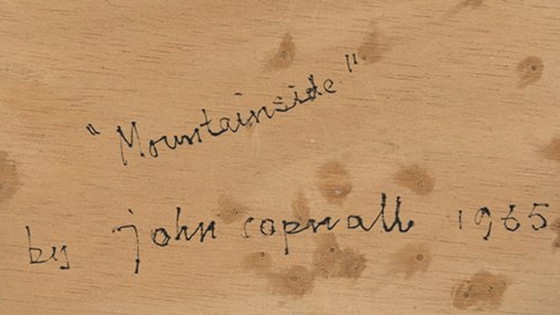 "Mountainside"
by john copnall 1965